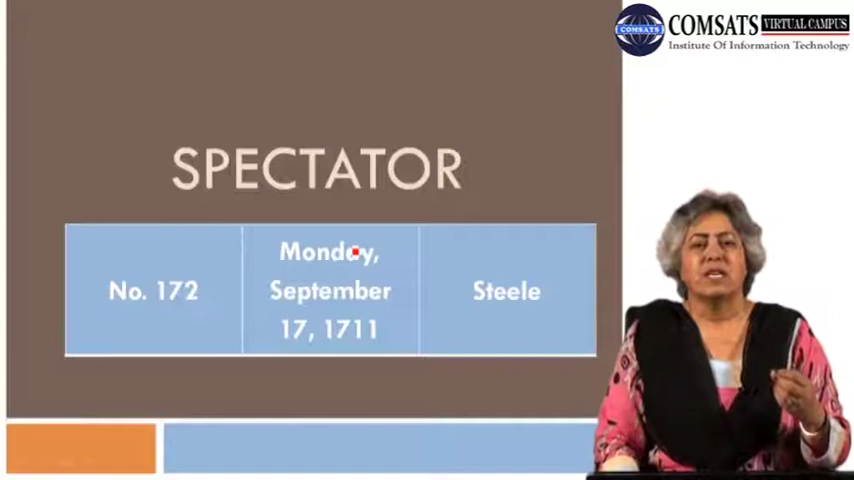 COMSATS VIRTUAL CAMPUS
COMSATS
Institute Of Information Technology
SPECTATOR
No. 172
Monday,
September
17, 1711
Steele